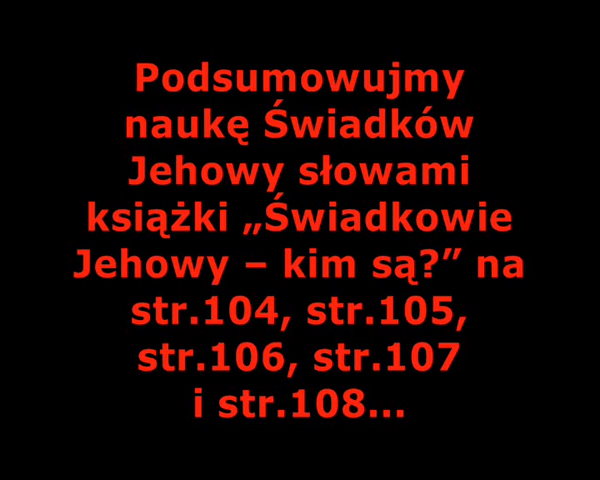 Podsumowujmy
naukę Świadków
Jehowy słowami
książki „Świadkowie
Jehowy – kim są?” na
str.104, str.105,
str.106, str.107
i str.108...